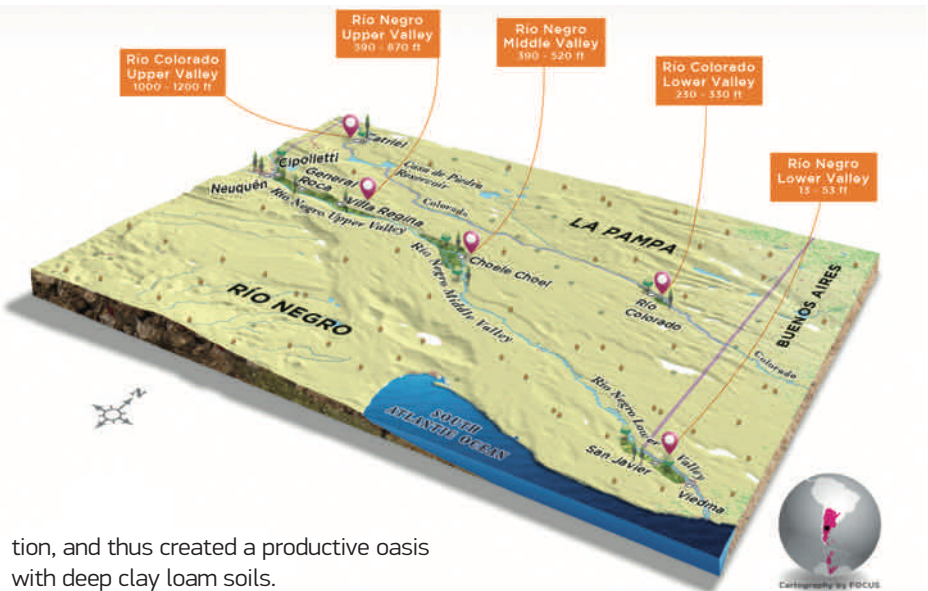 Río Negro
Upper Valley
390 - 870 ft
Río Negro
Middle Valley
390 - 520 ft
Río Colorado
Upper Valley
1000 - 1200 ft
Río Colorado
Lower Valley
230 - 330 ft
Río Negro
Lower Valley
13 - 53 ft
Catriel
Cipolletti
Neuquén
General
Roca
Villa Regina
Casa de Piedra
Reservoir
Colorado
Río Negro Upper Valley
LA PAMPA
Choele Choel
Río Negro Middle Valley
RÍO NEGRO
Río
Colorado
BUENOS AIRES
Colorado
Río Negro Lower Valley
SOUTH
ATLANTIC OCEAN
San Javier
Viedma
N
tion, and thus created a productive oasis
with deep clay loam soils.
Cartography by FOCUS